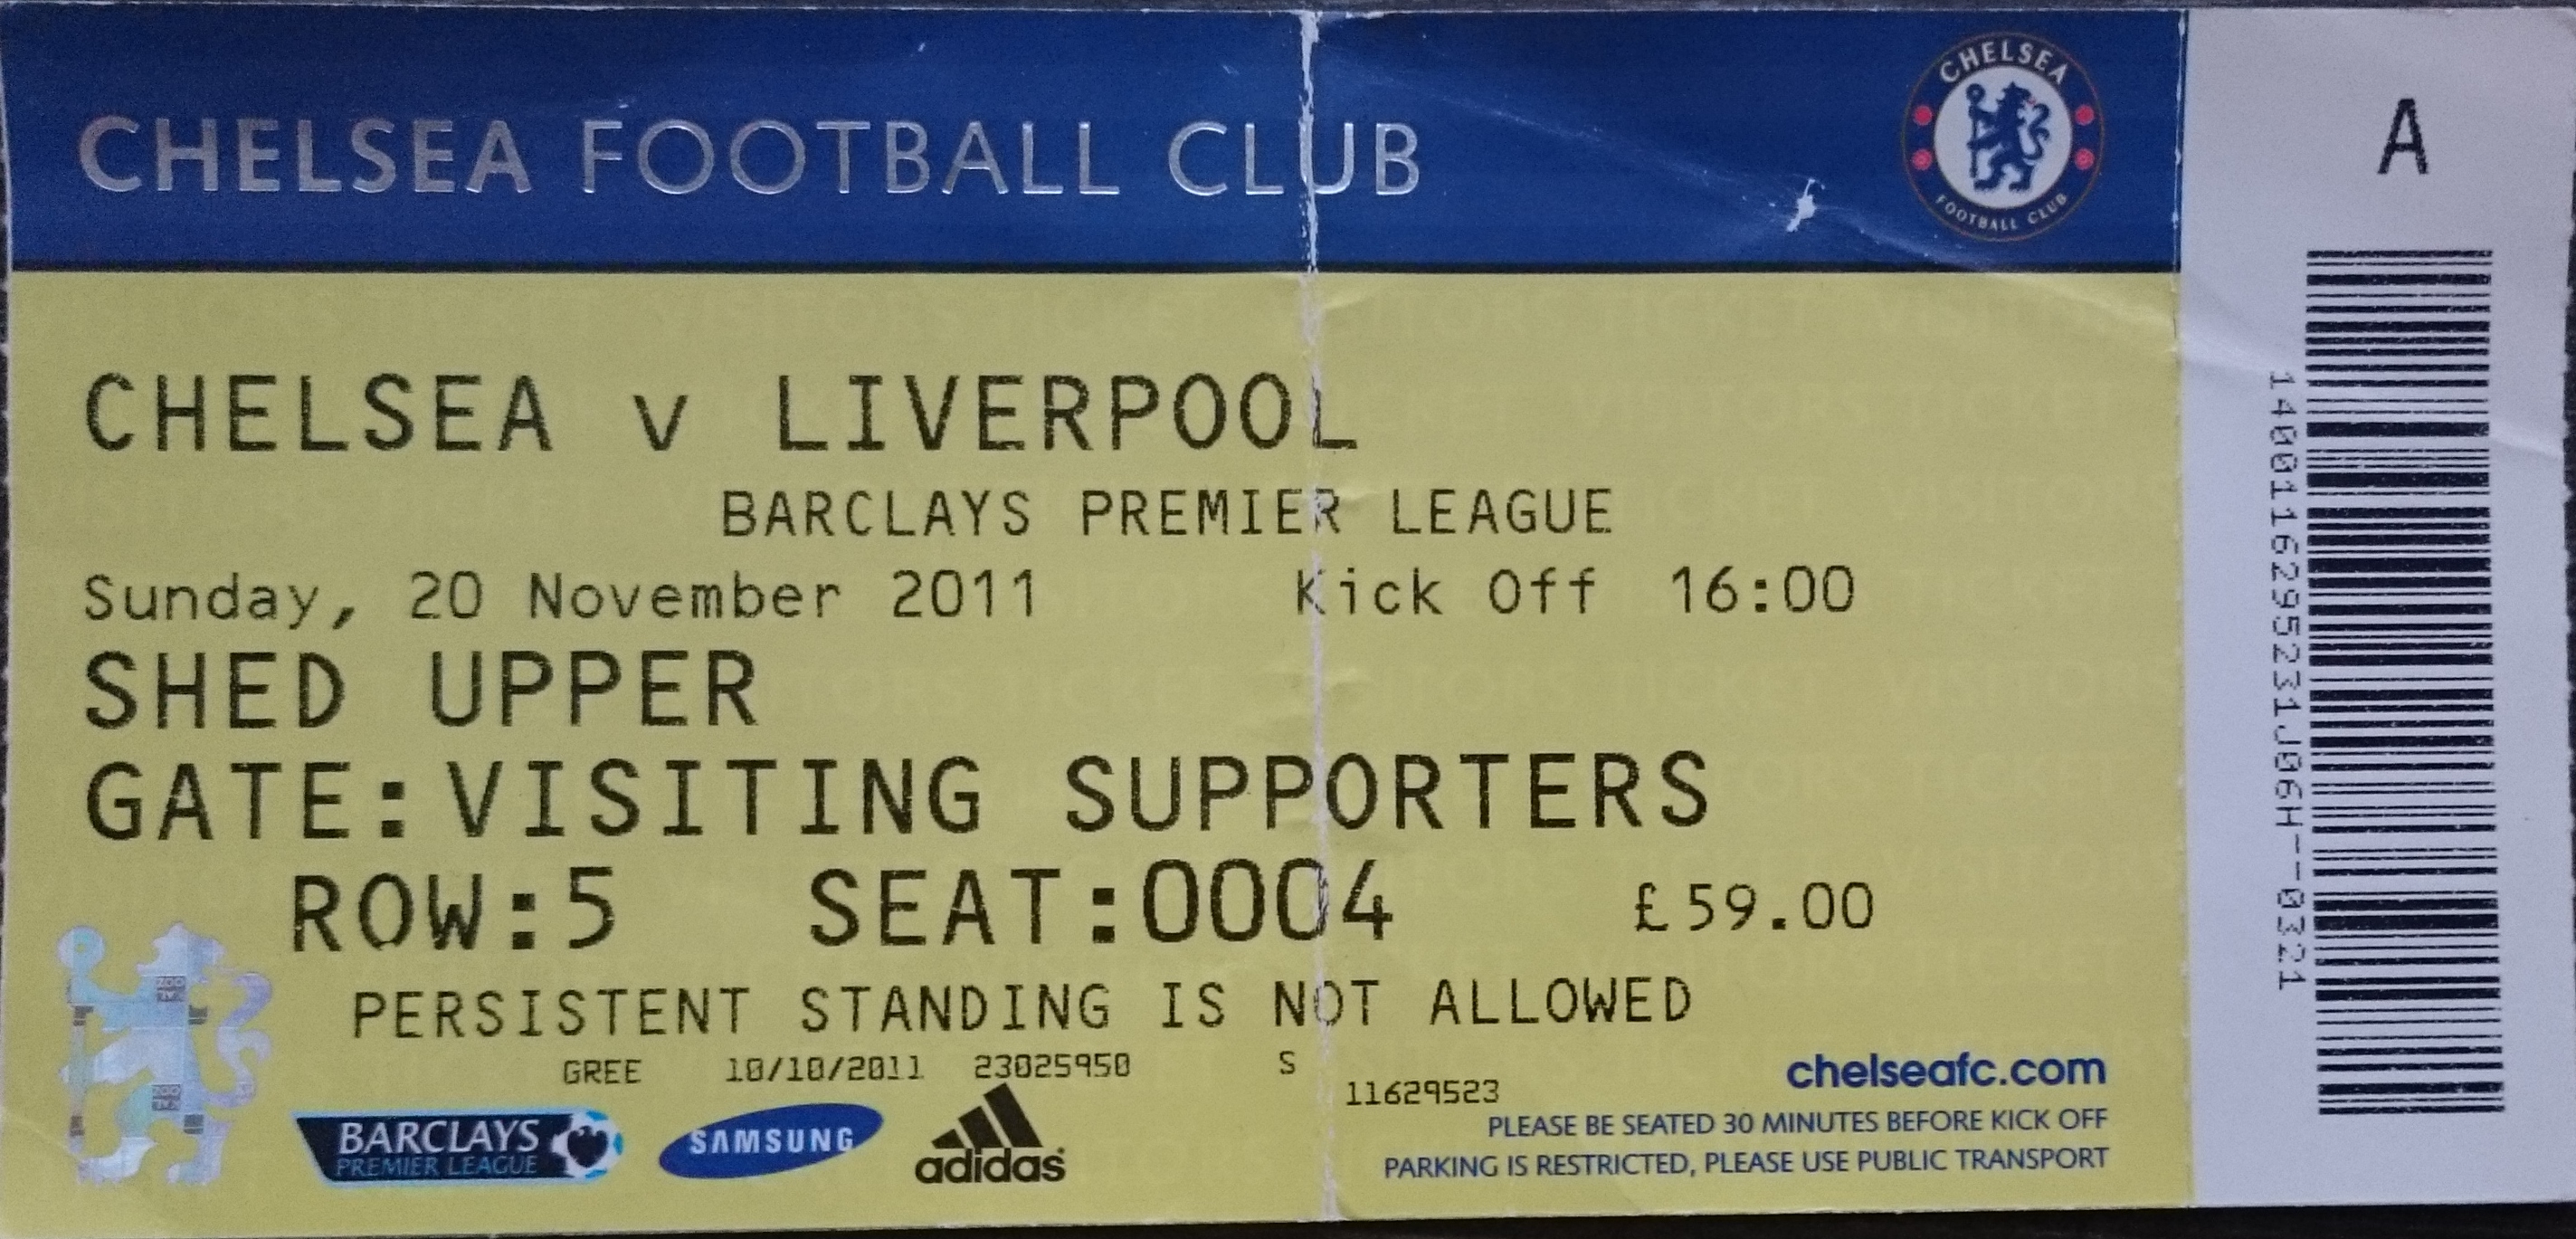 CHELSEA FOOTBALL CLUB
CHELSEA
FOOTBALL CLUB
A
CHELSEA v LIVERPOOL
BARCLAYS PREMIER LEAGUE
Sunday, 20 November 2011 Kick Off 16:00
SHED UPPER
GATE:VISITING SUPPORTERS
ROW:5 SEAT:0004 £59.00
PERSISTENT STANDING IS NOT ALLOWED
GREE 10/10/2011 23025950 S
11629523
chelseafc.com
PLEASE BE SEATED 30 MINUTES BEFORE KICK OFF
PARKING IS RESTRICTED, PLEASE USE PUBLIC TRANSPORT
BARCLAYS
PREMIER LEAGUE
SAMSUNG
adidas
1400116295231J06H--0321